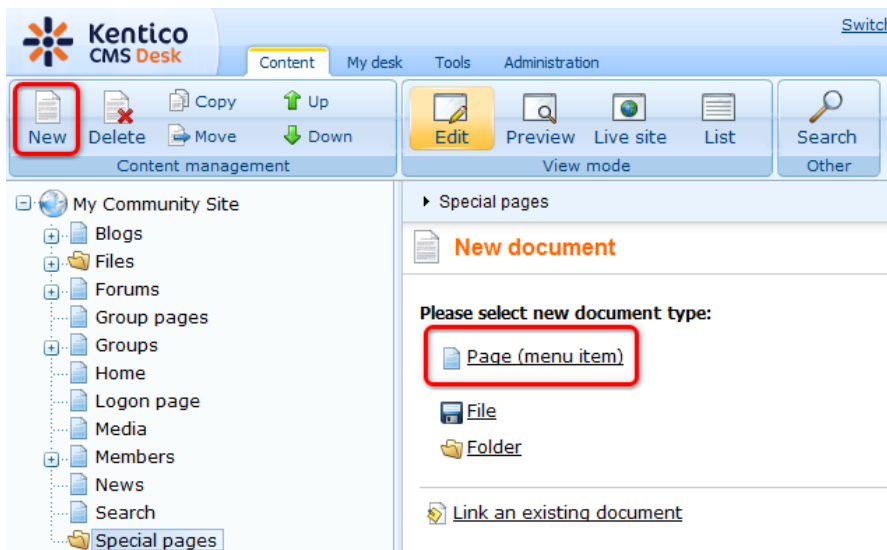 Kentico
CMS Desk
Switch
Content My desk Tools Administration
New Delete Copy Move Up Down
Content management
Edit Preview Live site List
View mode
Search
Other
My Community Site
Blogs
Files
Forums
Group pages
Groups
Home
Logon page
Media
Members
News
Search
Special pages
Special pages
New document
Please select new document type:
Page (menu item)
File
Folder
Link an existing document